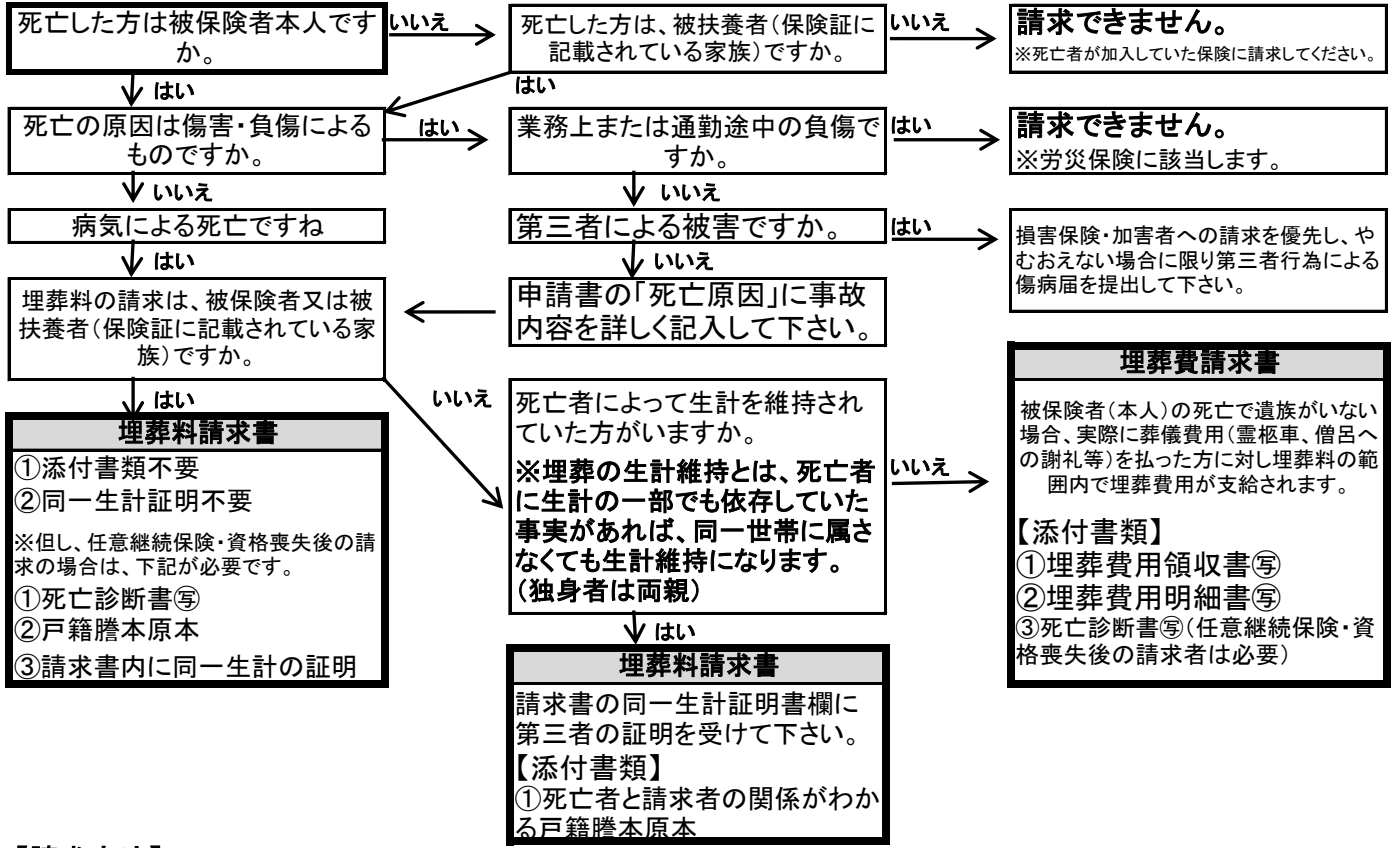 死亡した方は被保険者本人です
か。
いいえ
死亡した方は、被扶養者(保険証に
記載されている家族)ですか。
いいえ
請求できません。
※死亡者が加入していた保険に請求してください。
はい
はい
死亡の原因は傷害・負傷による
ものですか。
はい
業務上または通勤途中の負傷で
すか。
はい
請求できません。
※労災保険に該当します。
いいえ
いいえ
病気による死亡ですね
第三者による被害ですか。
はい
損害保険・加害者への請求を優先し、や
むおえない場合に限り第三者行為による
傷病届を提出して下さい。
はい
いいえ
埋葬料の請求は、被保険者又は被
扶養者(保険証に記載されている家
族)ですか。
申請書の「死亡原因」に事故
内容を詳しく記入して下さい。
はい
いいえ
埋葬料請求書
①添付書類不要
②同一生計証明不要
※但し、任意継続保険・資格喪失後の請
求の場合は、下記が必要です。
①死亡診断書㊢
②戸籍謄本原本
③請求書内に同一生計の証明
死亡者によって生計を維持され
ていた方がいますか。
※埋葬の生計維持とは、死亡者
に生計の一部でも依存していた
事実があれば、同一世帯に属さ
なくても生計維持になります。
(独身者は両親)
いいえ
はい
埋葬費請求書
被保険者(本人)の死亡で遺族がいない
場合、実際に葬儀費用(霊柩車、僧呂へ
の謝礼等)を払った方に対し埋葬料の範
囲内で埋葬費用が支給されます。
【添付書類】
①埋葬費用領収書㊢
②埋葬費用明細書㊢
③死亡診断書㊢(任意継続保険・資
格喪失後の請求者は必要)
埋葬料請求書
請求書の同一生計証明書欄に
第三者の証明を受けて下さい。
【添付書類】
①死亡者と請求者の関係がわか
る戸籍謄本原本